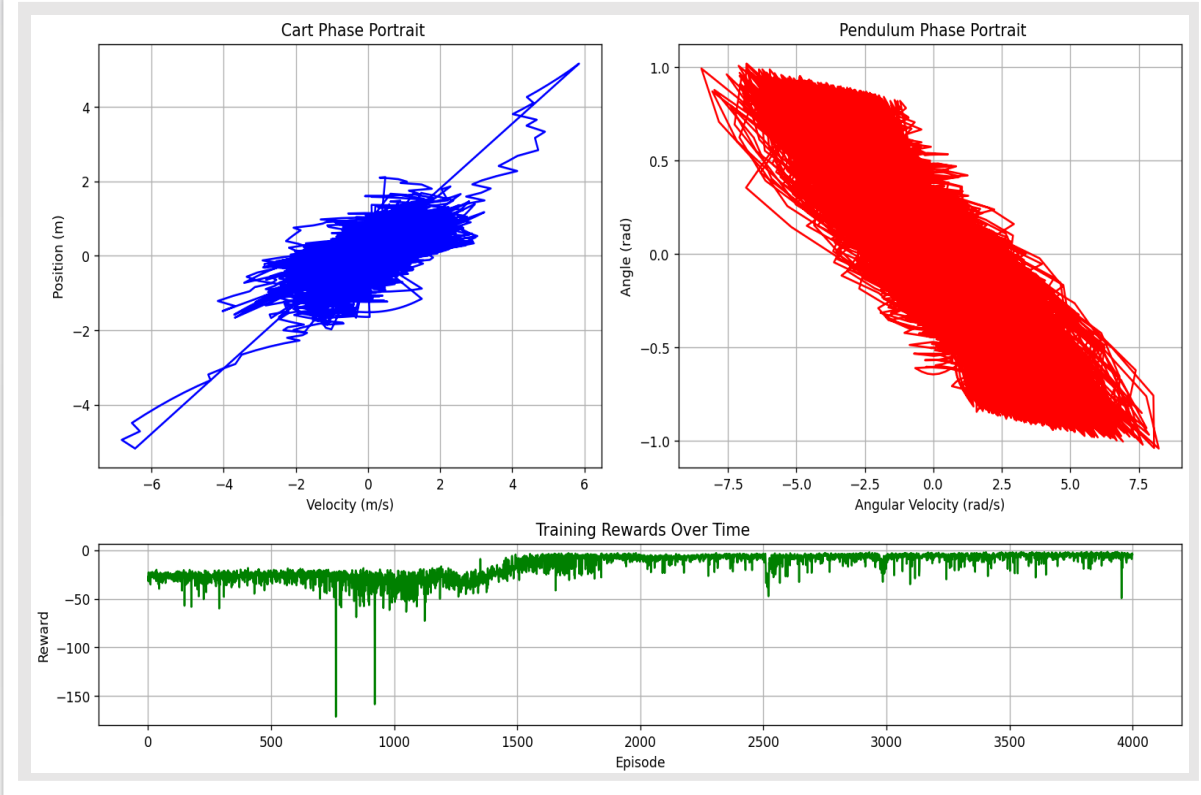 Cart Phase Portrait
4
2
0
−2
−4
Position (m)
−6 −4 −2 0 2 4 6
Velocity (m/s)
Pendulum Phase Portrait
1.0
0.5
0.0
−0.5
−1.0
Angle (rad)
−7.5 −5.0 −2.5 0.0 2.5 5.0 7.5
Angular Velocity (rad/s)
Training Rewards Over Time
0
−50
−100
−150
Reward
0 500 1000 1500 2000 2500 3000 3500 4000
Episode